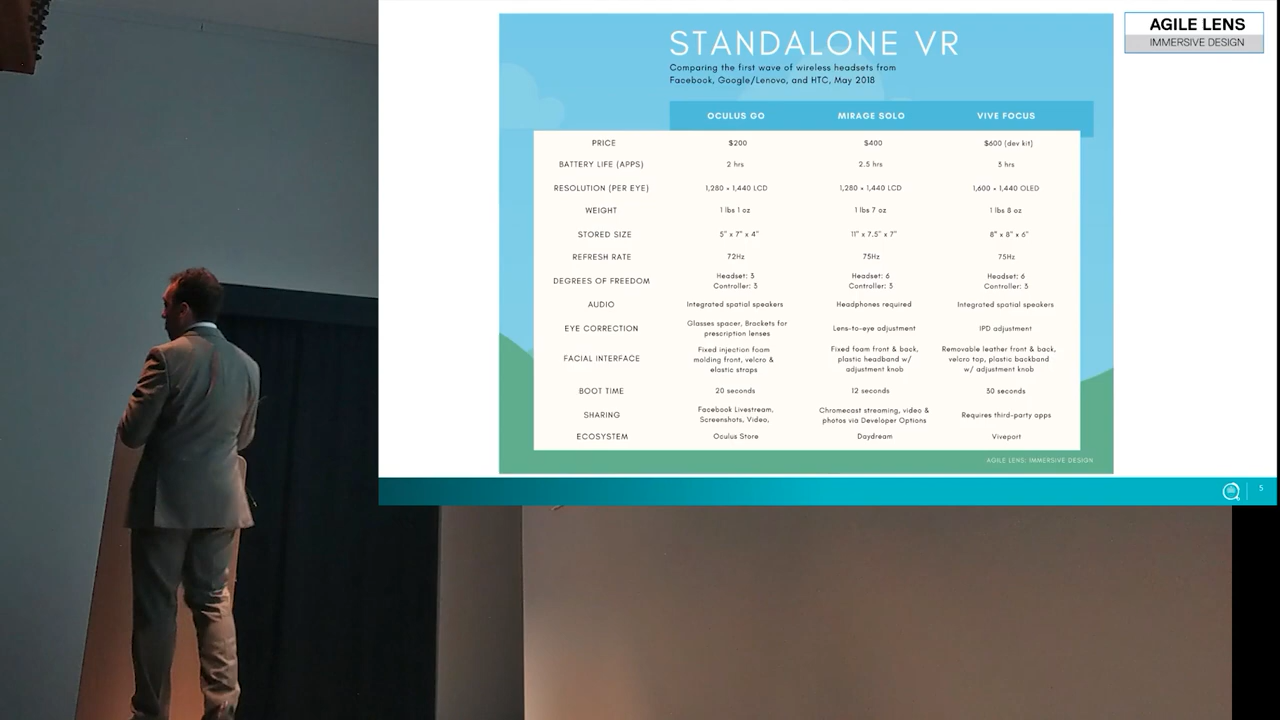 AGILE LENS
IMMERSIVE DESIGN
STANDALONE VR
Comparing the first wave of wireless headsets from
Facebook, Google/Lenovo, and HTC, May 2018
OCULUS GO MIRAGE SOLO VIVE FOCUS
PRICE $200 $400 $600 (dev kit)
BATTERY LIFE (APPS) 2 hrs 2.5 hrs 3 hrs
RESOLUTION (PER EYE) 1,280 × 1,440 LCD 1,280 × 1,440 LCD 1,600 × 1,440 OLED
WEIGHT 1 lbs 1 oz 1 lbs 7 oz 1 lbs 8 oz
STORED SIZE 5" x 7" x 4" 11" x 7.5" x 7" 8" x 8" x 6"
REFRESH RATE 72Hz 75Hz 75Hz
DEGREES OF FREEDOM Headset: 3 Headset: 6 Headset: 6
Controller: 3 Controller: 3 Controller: 3
AUDIO Integrated spatial speakers Headphones required Integrated spatial speakers
EYE CORRECTION Glasses spacer, Brackets for Lens-to-eye adjustment IPD adjustment
prescription lenses
FACIAL INTERFACE Fixed injection foam Fixed foam front & back, Removable leather front & back,
molding front, velcro & plastic headband w/ velcro top, plastic backband
elastic straps adjustment knob w/ adjustment knob
BOOT TIME 20 seconds 12 seconds 30 seconds
SHARING Facebook Livestream, Chromecast streaming, video & Requires third-party apps
Screenshots, Video, photos via Developer Options
ECOSYSTEM Oculus Store Daydream Viveport
AGILE LENS: IMMERSIVE DESIGN
5